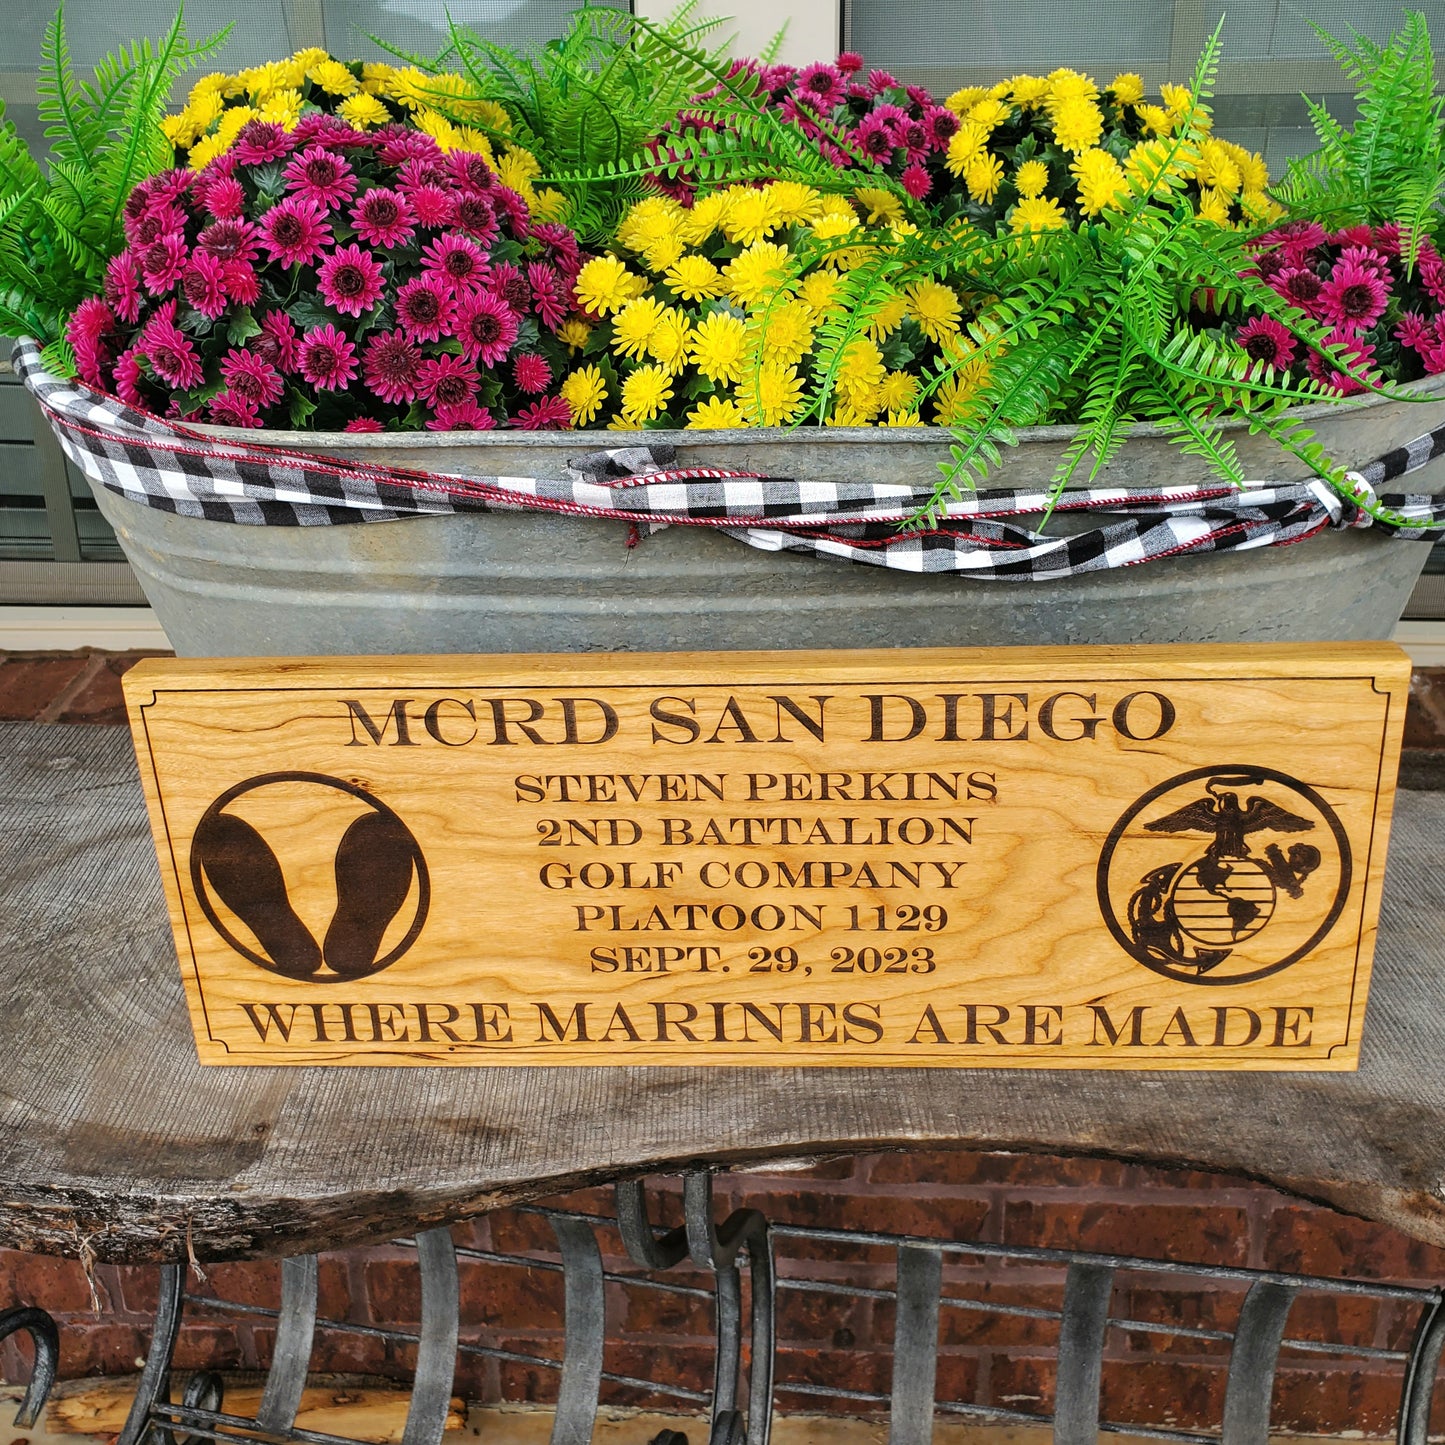 MCRD SAN DIEGO
STEVEN PERKINS
2ND BATTALION
GOLF COMPANY
PLATOON 1129
SEPT. 29, 2023
WHERE MARINES ARE MADE